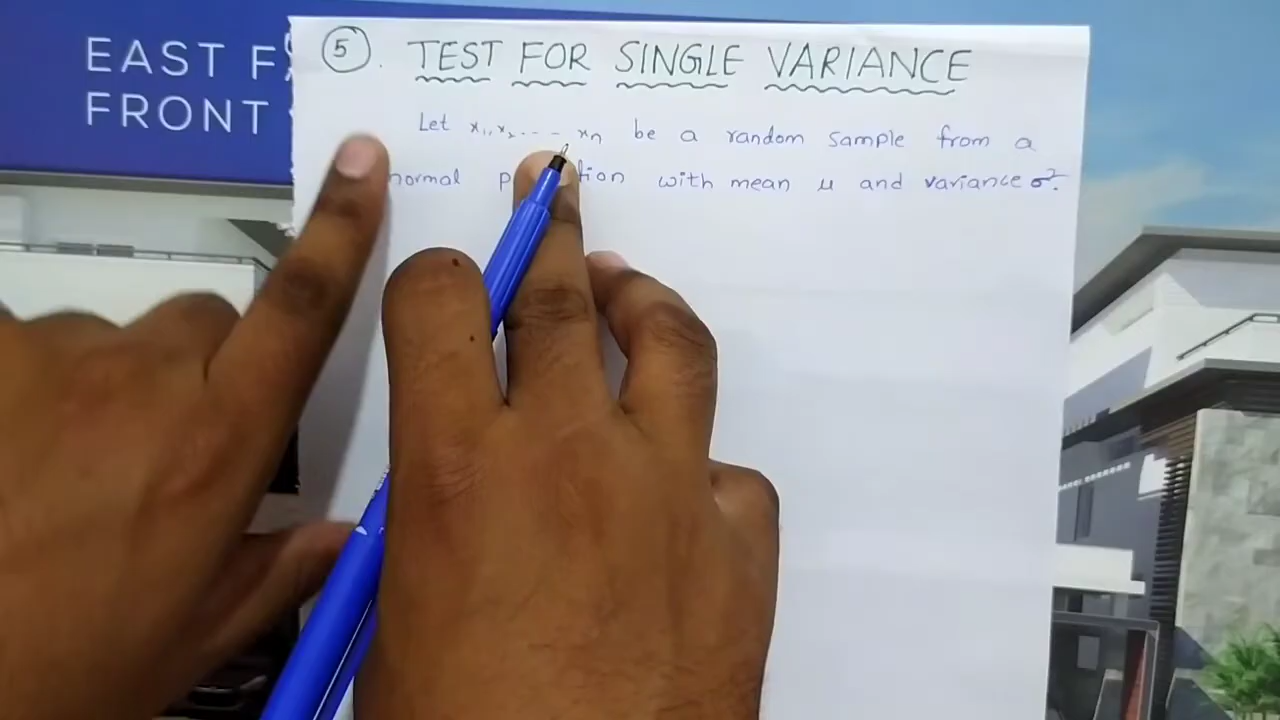 EAST F
FRONT
5. TEST FOR SINGLE VARIANCE
Let x₁, x₂, ---- xn be a random sample from a
normal with mean μ and variance σ².